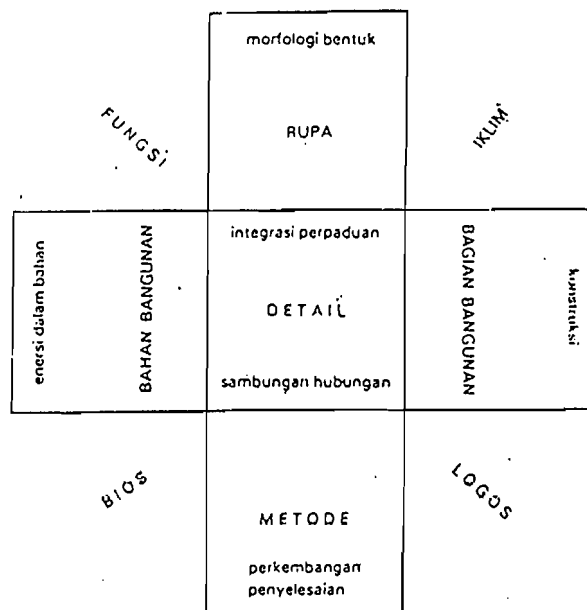 morfologi bentuk
FUNGSI
RUPA
IKLIM
enersi dalam bahan
BAHAN BANGUNAN
integrasi perpaduan
DETAIL
sambungan hubungan
BAGIAN BANGUNAN
konstruksi
BIOS
METODE
LOGOS
perkembangan
penyelesaian